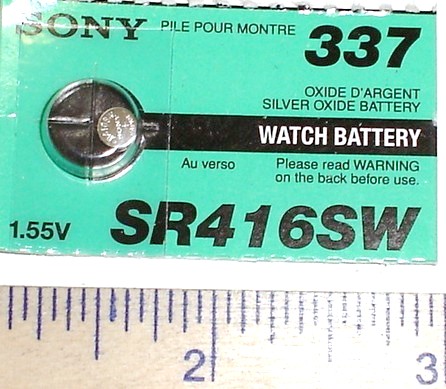 SONY PILE POUR MONTRE 337
OXIDE D'ARGENT
SILVER OXIDE BATTERY
WATCH BATTERY
Au verso Please read WARNING
on the back before use.
1.55V SR416SW
2 3